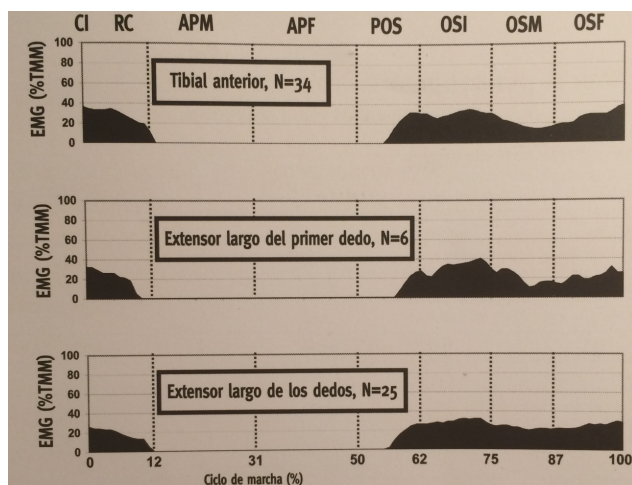 CI RC APM APF POS OSI OSM OSF
EMG (%TMM)
100
80
60
40
20
0
Tibial anterior, N=34
EMG (%TMM)
100
80
60
40
20
0
Extensor largo del primer dedo, N=6
EMG (%TMM)
100
80
60
40
20
0
Extensor largo de los dedos, N=25
0 12 31 50 62 75 87 100
Ciclo de marcha (%)